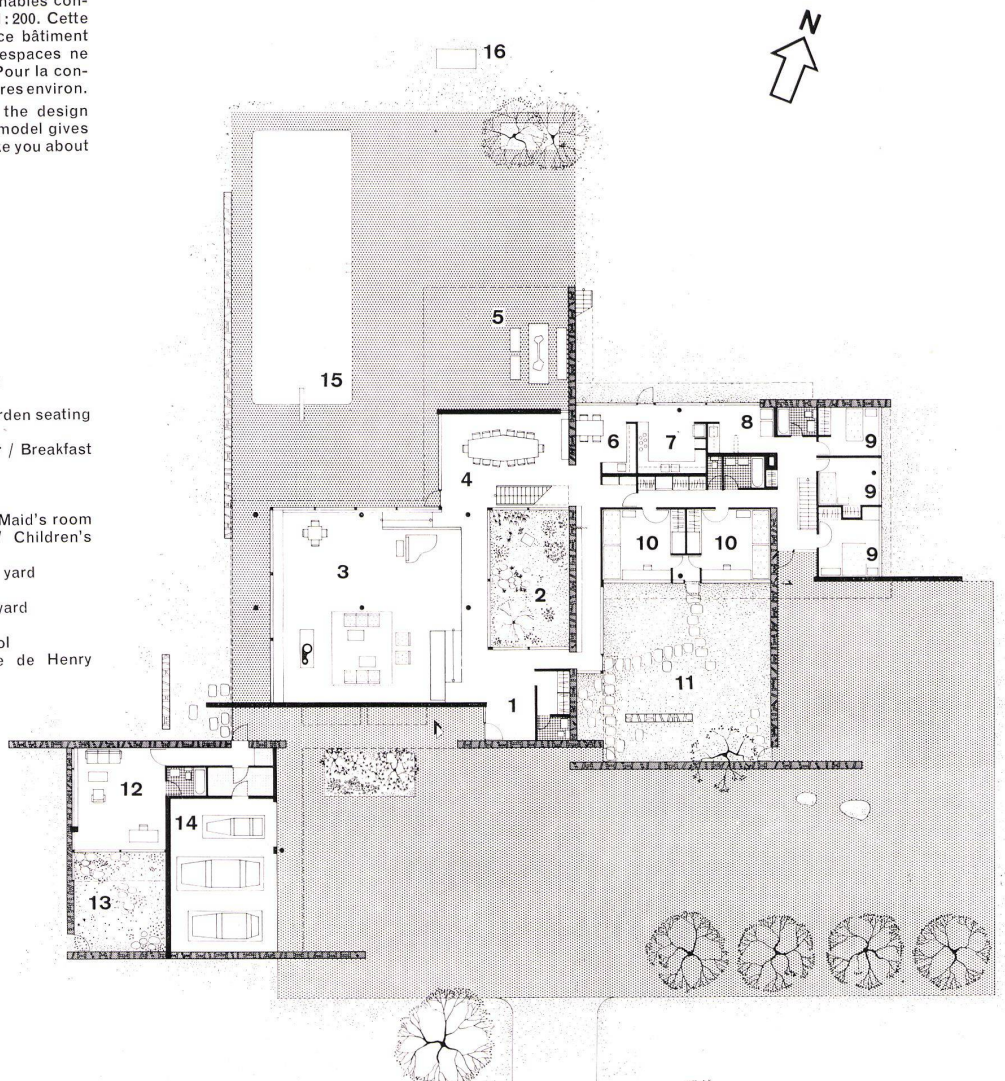 nables con-
: 200. Cette
ce bâtiment
espaces ne
Pour la con-
res environ.
the design
model gives
e you about
rden seating
/ Breakfast
Maid's room
/ Children's
yard
yard
ol
e de Henry
N
16
5
15
6
7
8
9
4
9
10
10
9
3
2
11
1
12
14
13